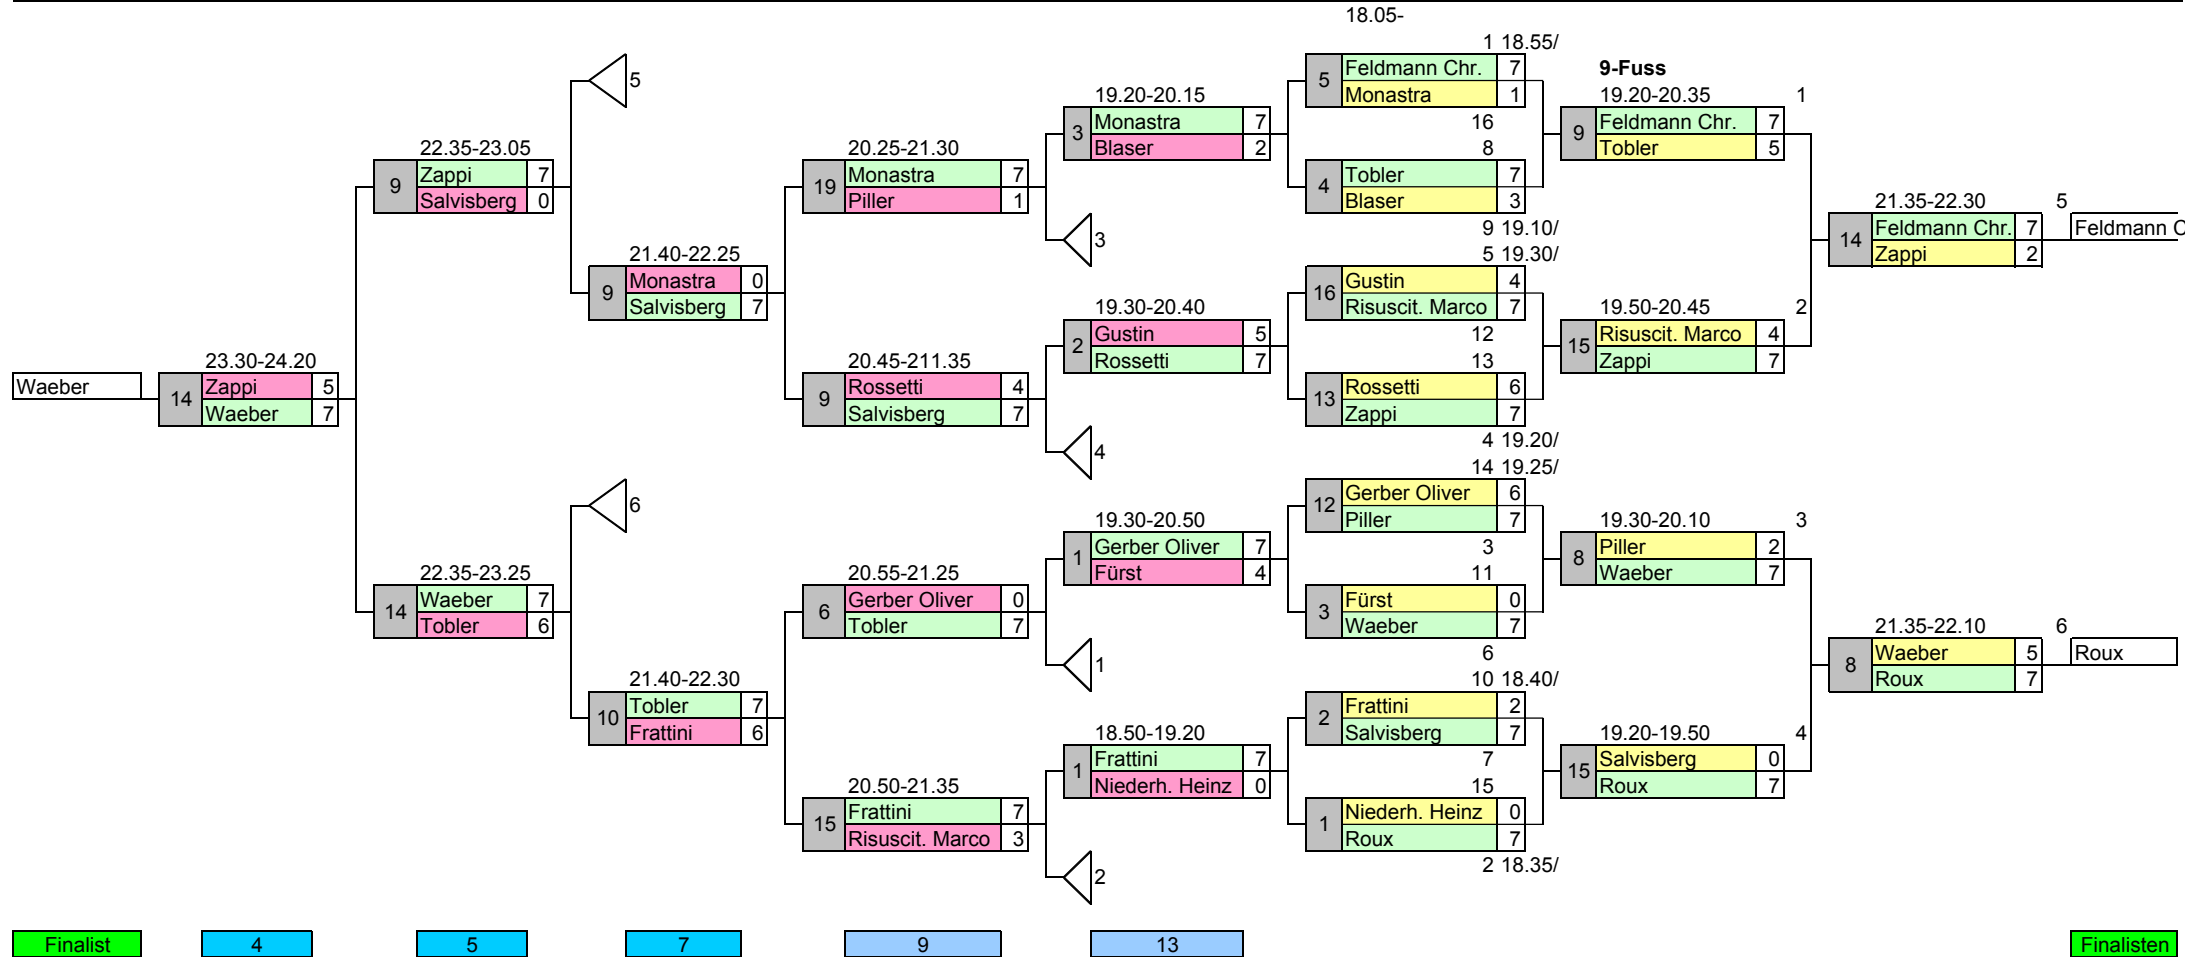 18.05-
1 18.55/
5 Feldmann Chr. 7
Monastra 1
16
8
4 Tobler 7
Blaser 3
9 19.10/
5 19.30/
16 Gustin 4
Risuscit. Marco 7
12
13
13 Rossetti 6
Zappi 7
4 19.20/
14 19.25/
12 Gerber Oliver 6
Piller 7
3
11
3 Fürst 0
Waeber 7
6
10 18.40/
2 Frattini 2
Salvisberg 7
7
15
1 Niederh. Heinz 0
Roux 7
2 18.35/
9-Fuss
19.20-20.35 1
9 Feldmann Chr. 7
Tobler 5
19.50-20.45 2
15 Risuscit. Marco 4
Zappi 7
19.30-20.10 3
8 Piller 2
Waeber 7
19.20-19.50 4
15 Salvisberg 0
Roux 7
21.35-22.30 5
14 Feldmann Chr. 7
Zappi 2
Feldmann C
21.35-22.10 6
8 Waeber 5
Roux 7
Roux
19.20-20.15
3 Monastra 7
Blaser 2
3
19.30-20.40
2 Gustin 5
Rossetti 7
4
19.30-20.50
1 Gerber Oliver 7
Fürst 4
1
18.50-19.20
1 Frattini 7
Niederh. Heinz 0
2
20.25-21.30
19 Monastra 7
Piller 1
20.45-211.35
9 Rossetti 4
Salvisberg 7
20.55-21.25
6 Gerber Oliver 0
Tobler 7
20.50-21.35
15 Frattini 7
Risuscit. Marco 3
5
21.40-22.25
9 Monastra 0
Salvisberg 7
6
21.40-22.30
10 Tobler 7
Frattini 6
22.35-23.05
9 Zappi 7
Salvisberg 0
22.35-23.25
14 Waeber 7
Tobler 6
23.30-24.20
14 Zappi 5
Waeber 7
Waeber
Finalist 4 5 7 9 13 Finalisten